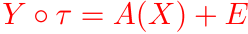 Y ∘ τ = A(X) + E